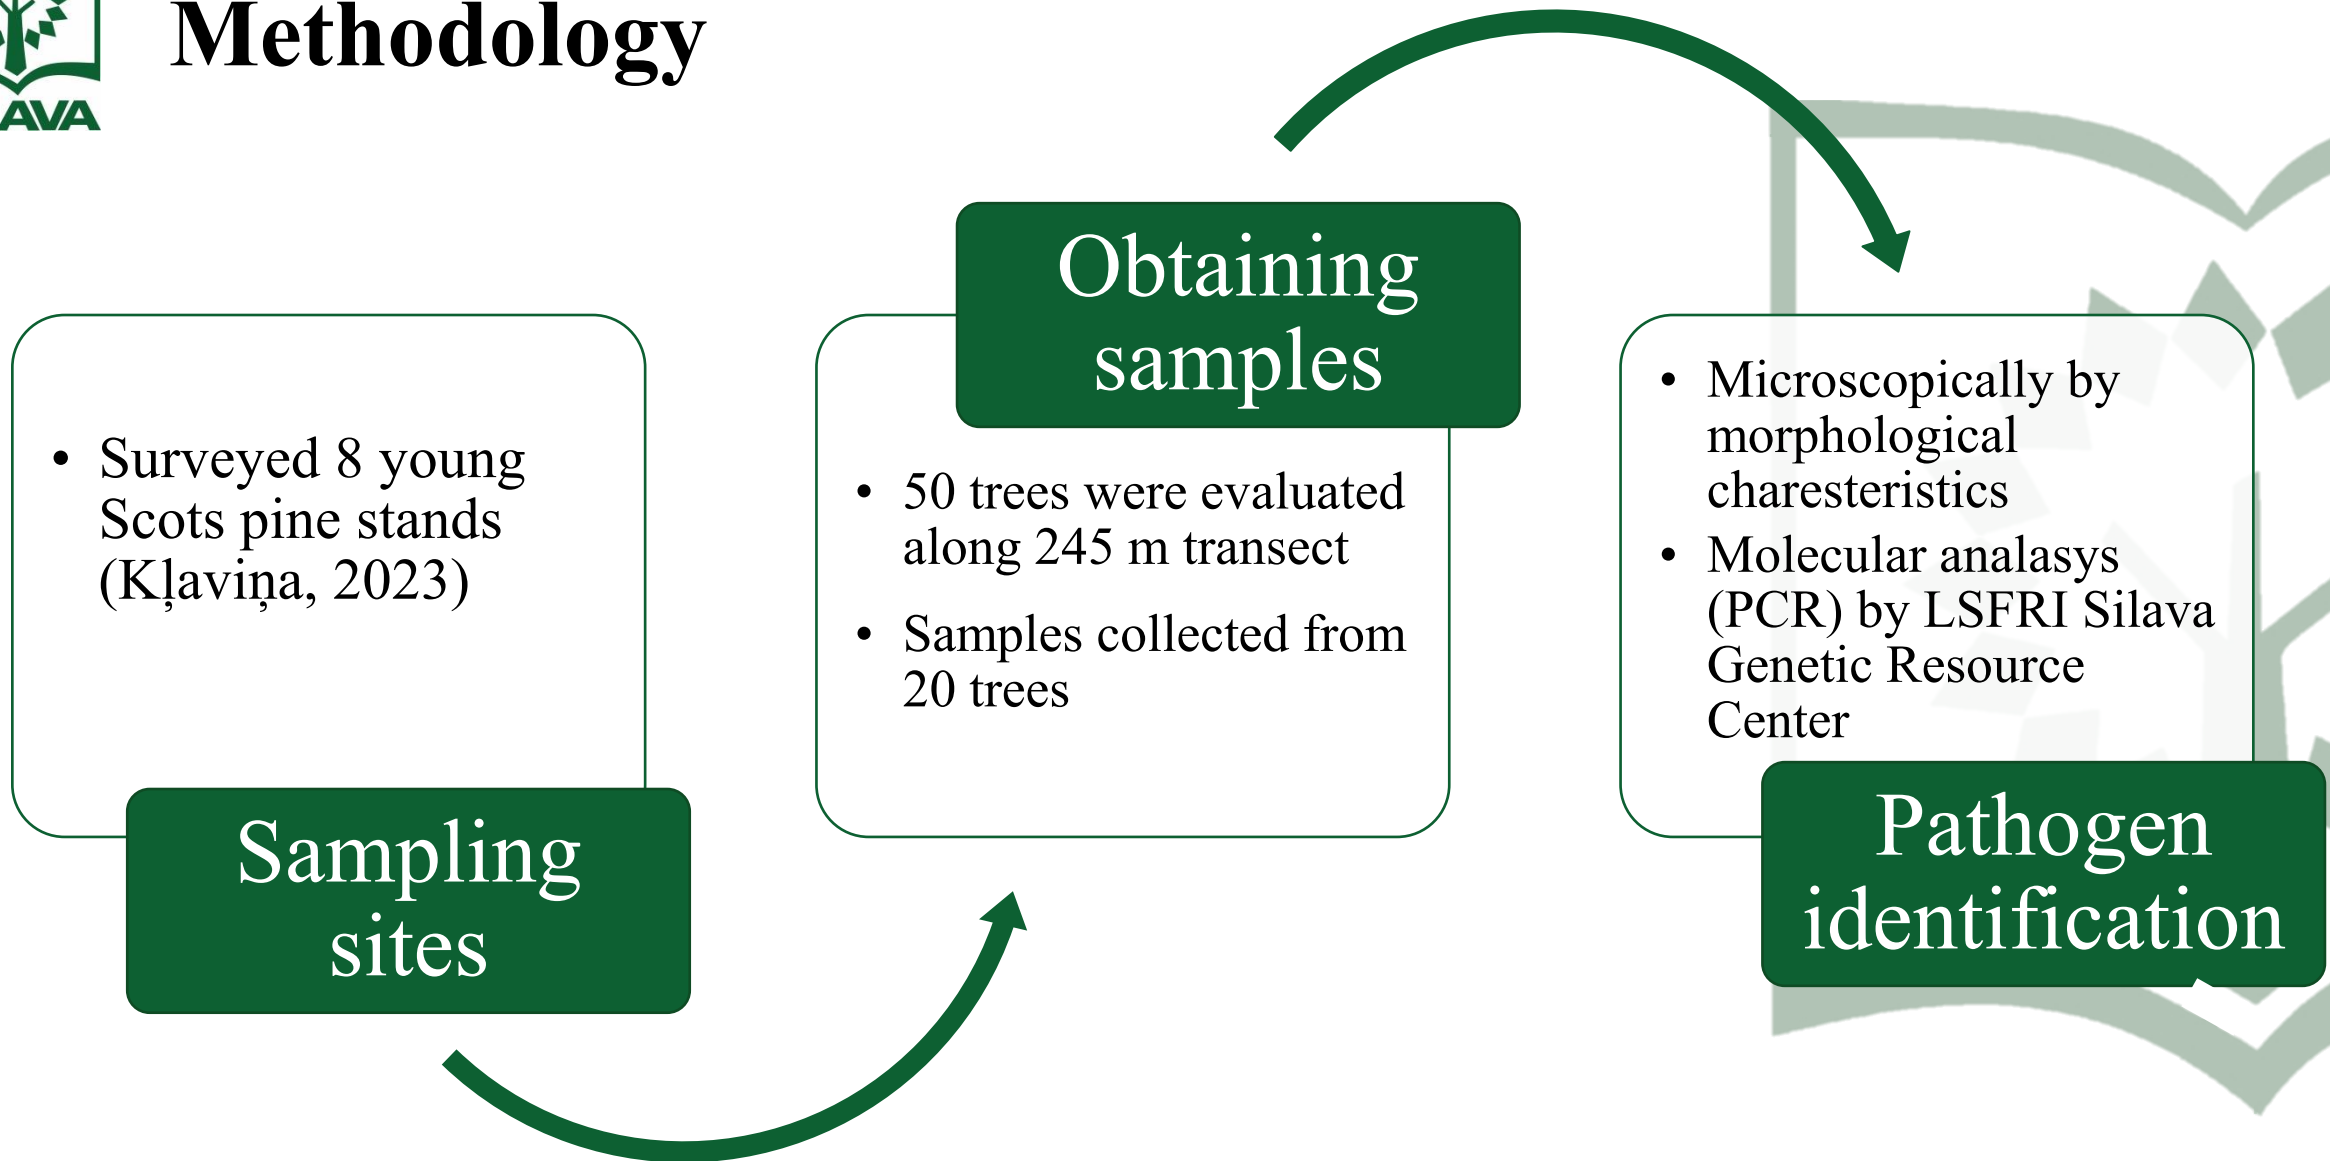 Methodology
AVA
• Surveyed 8 young
Scots pine stands
(Kļaviņa, 2023)
Sampling
sites
Obtaining
samples
• 50 trees were evaluated
along 245 m transect
• Samples collected from
20 trees
• Microscopically by
morphological
charesteristics
• Molecular analasys
(PCR) by LSFRI Silava
Genetic Resource
Center
Pathogen
identification